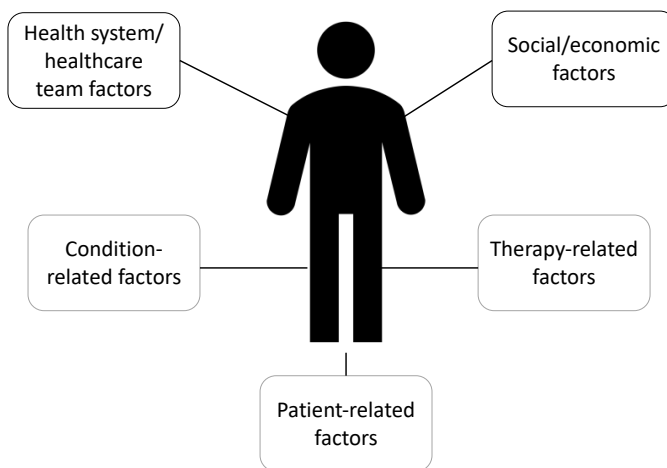 Health system/
healthcare
team factors
Social/economic
factors
Condition-
related factors
Therapy-related
factors
Patient-related
factors